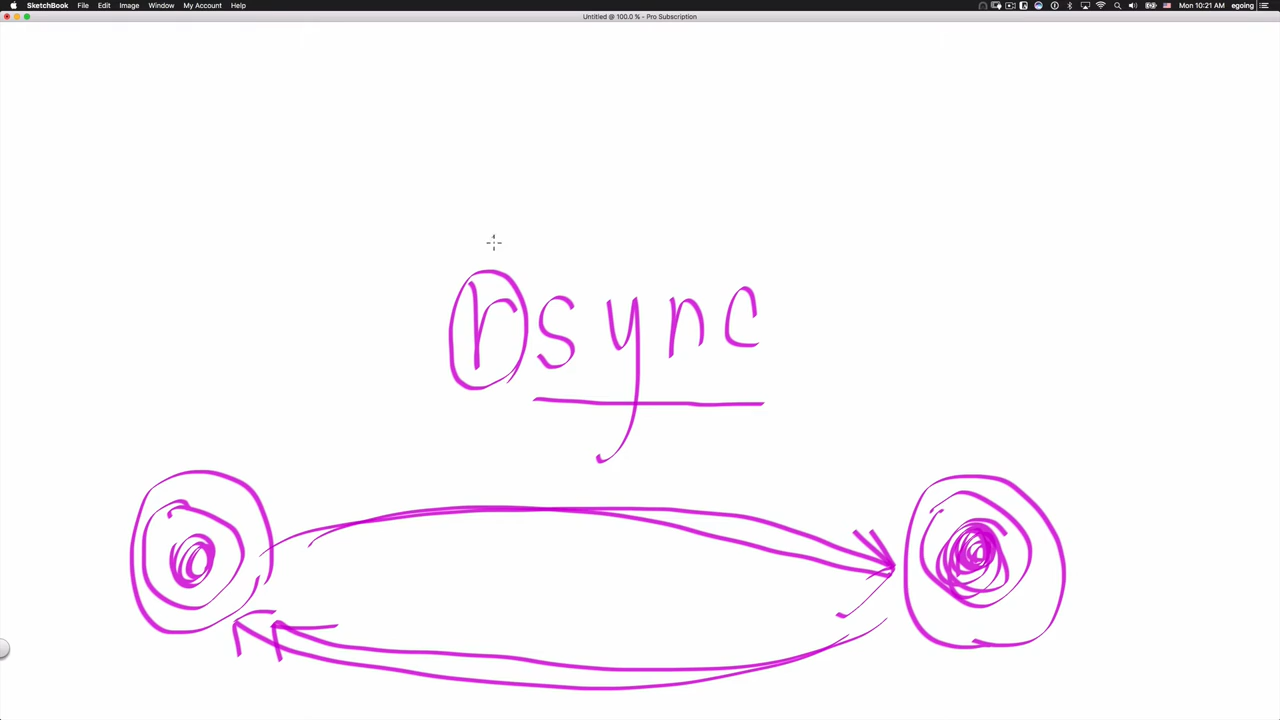 SketchBook File Edit Image Window My Account Help Mon 10:21 AM egoing
Untitled @ 100.0 % - Pro Subscription
rsync